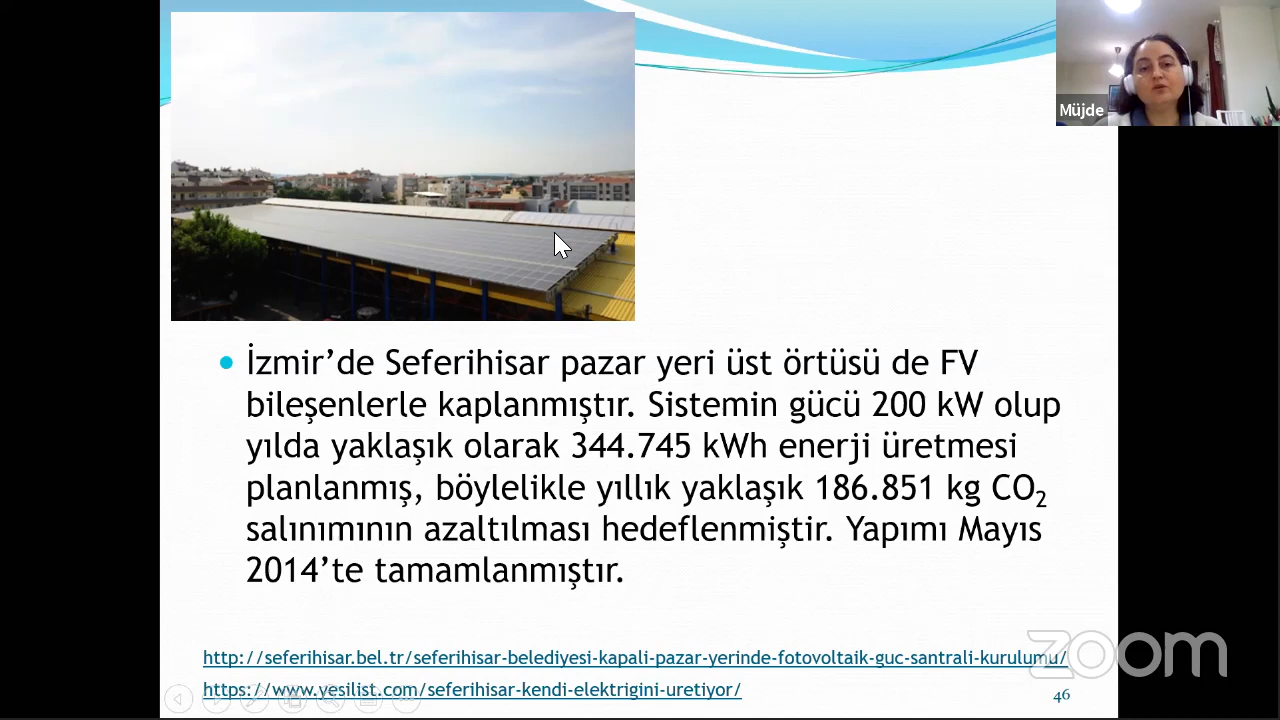 Müjde
İzmir’de Seferihisar pazar yeri üst örtüsü de FV
bileşenlerle kaplanmıştır. Sistemin gücü 200 kW olup
yılda yaklaşık olarak 344.745 kWh enerji üretmesi
planlanmış, böylelikle yıllık yaklaşık 186.851 kg CO₂
salınımının azaltılması hedeflenmiştir. Yapımı Mayıs
2014’te tamamlanmıştır.
http://seferihisar.bel.tr/seferihisar-belediyesi-kapali-pazar-yerinde-fotovoltaik-guc-santrali-kurulumu/
https://www.yesilist.com/seferihisar-kendi-elektrigini-uretiyor/
46
zoom